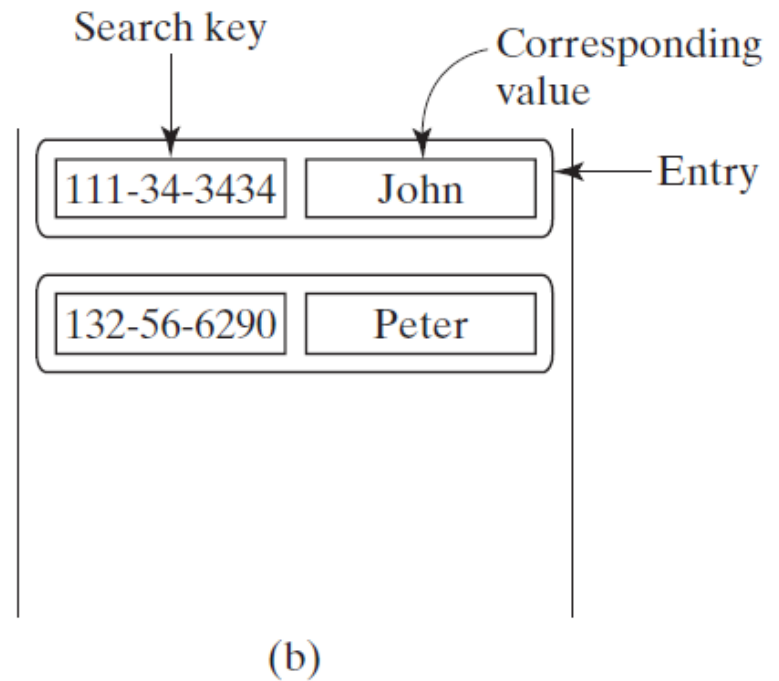 Search key
Corresponding
value
111-34-3434
John
Entry
132-56-6290
Peter
(b)